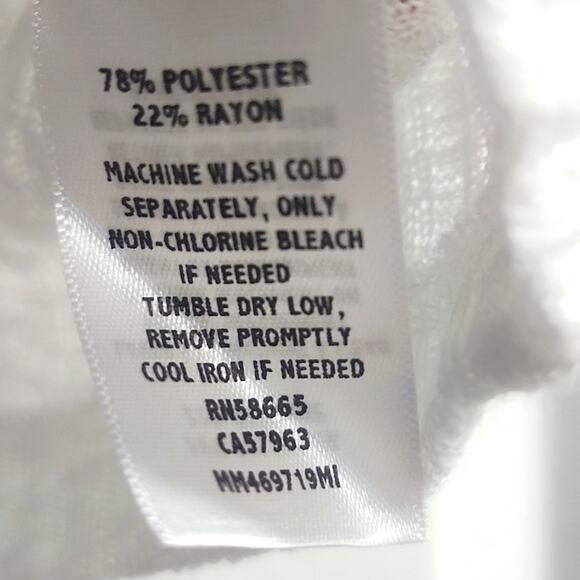 78% POLYESTER
22% RAYON
MACHINE WASH COLD
SEPARATELY, ONLY
NON-CHLORINE BLEACH
IF NEEDED
TUMBLE DRY LOW,
REMOVE PROMPTLY
COOL IRON IF NEEDED
RN58665
CA57963
MM469719MI